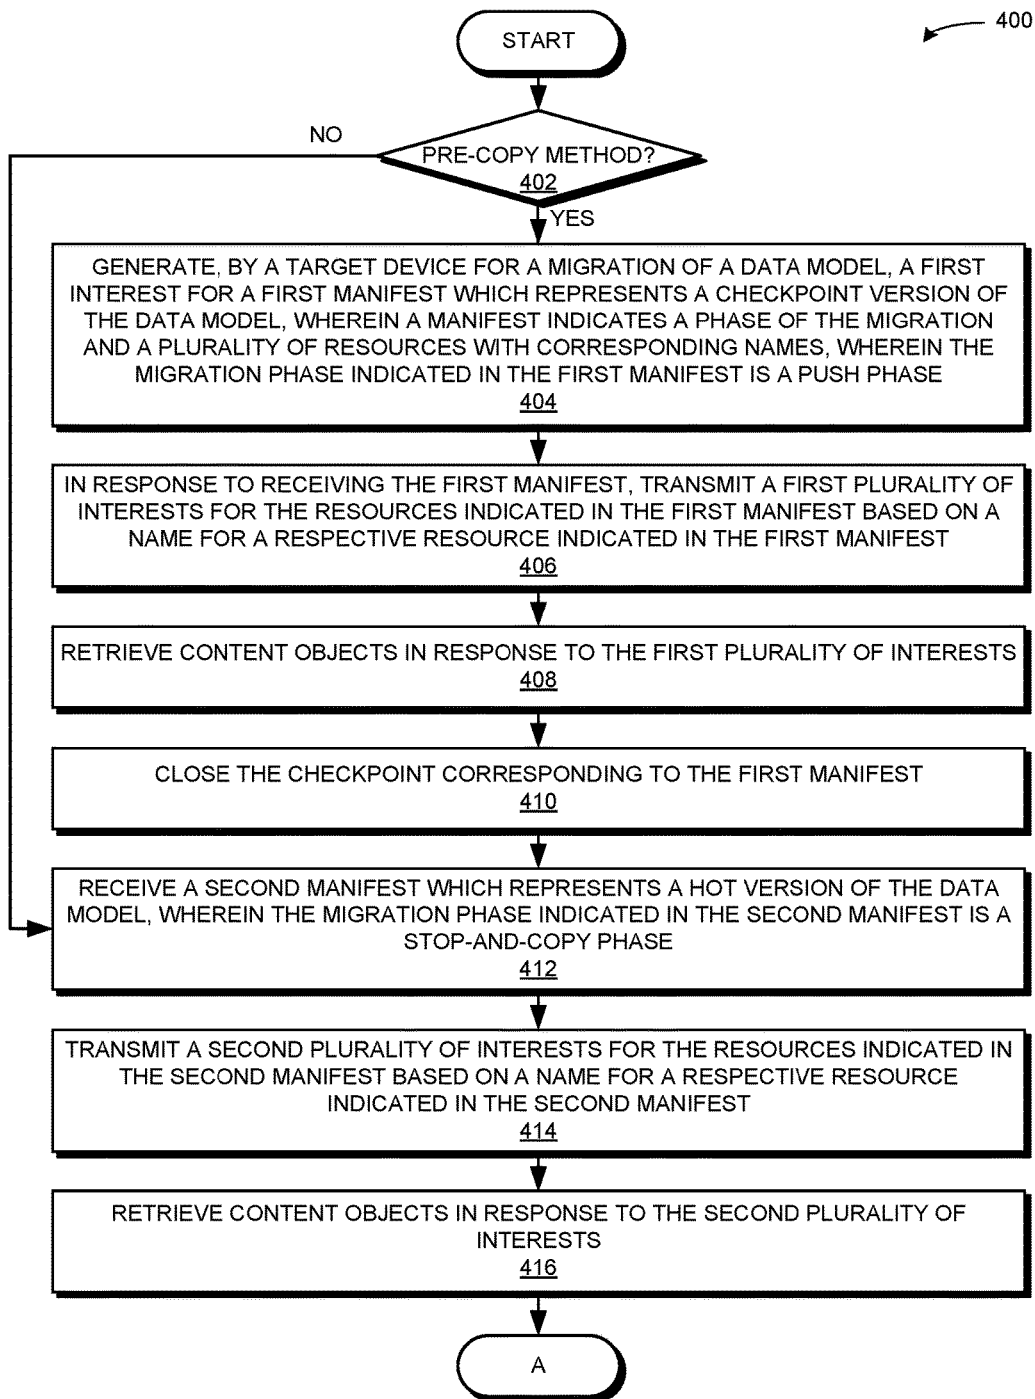 400
START
NO
PRE-COPY METHOD?
402
YES
GENERATE, BY A TARGET DEVICE FOR A MIGRATION OF A DATA MODEL, A FIRST
INTEREST FOR A FIRST MANIFEST WHICH REPRESENTS A CHECKPOINT VERSION OF
THE DATA MODEL, WHEREIN A MANIFEST INDICATES A PHASE OF THE MIGRATION
AND A PLURALITY OF RESOURCES WITH CORRESPONDING NAMES, WHEREIN THE
MIGRATION PHASE INDICATED IN THE FIRST MANIFEST IS A PUSH PHASE
404
IN RESPONSE TO RECEIVING THE FIRST MANIFEST, TRANSMIT A FIRST PLURALITY OF
INTERESTS FOR THE RESOURCES INDICATED IN THE FIRST MANIFEST BASED ON A
NAME FOR A RESPECTIVE RESOURCE INDICATED IN THE FIRST MANIFEST
406
RETRIEVE CONTENT OBJECTS IN RESPONSE TO THE FIRST PLURALITY OF INTERESTS
408
CLOSE THE CHECKPOINT CORRESPONDING TO THE FIRST MANIFEST
410
RECEIVE A SECOND MANIFEST WHICH REPRESENTS A HOT VERSION OF THE DATA
MODEL, WHEREIN THE MIGRATION PHASE INDICATED IN THE SECOND MANIFEST IS A
STOP-AND-COPY PHASE
412
TRANSMIT A SECOND PLURALITY OF INTERESTS FOR THE RESOURCES INDICATED IN
THE SECOND MANIFEST BASED ON A NAME FOR A RESPECTIVE RESOURCE
INDICATED IN THE SECOND MANIFEST
414
RETRIEVE CONTENT OBJECTS IN RESPONSE TO THE SECOND PLURALITY OF
INTERESTS
416
A